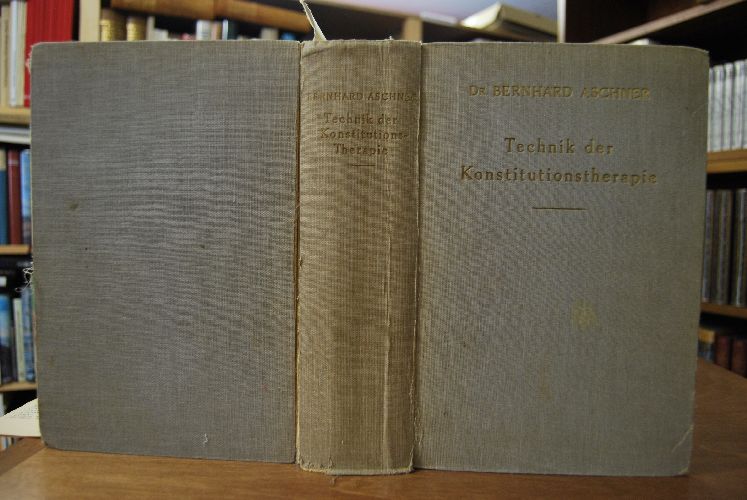 BERNHARD ASCHNER
Technik der
Konstitutions-
Therapie
DR BERNHARD ASCHNER
Technik der
Konstitutionstherapie